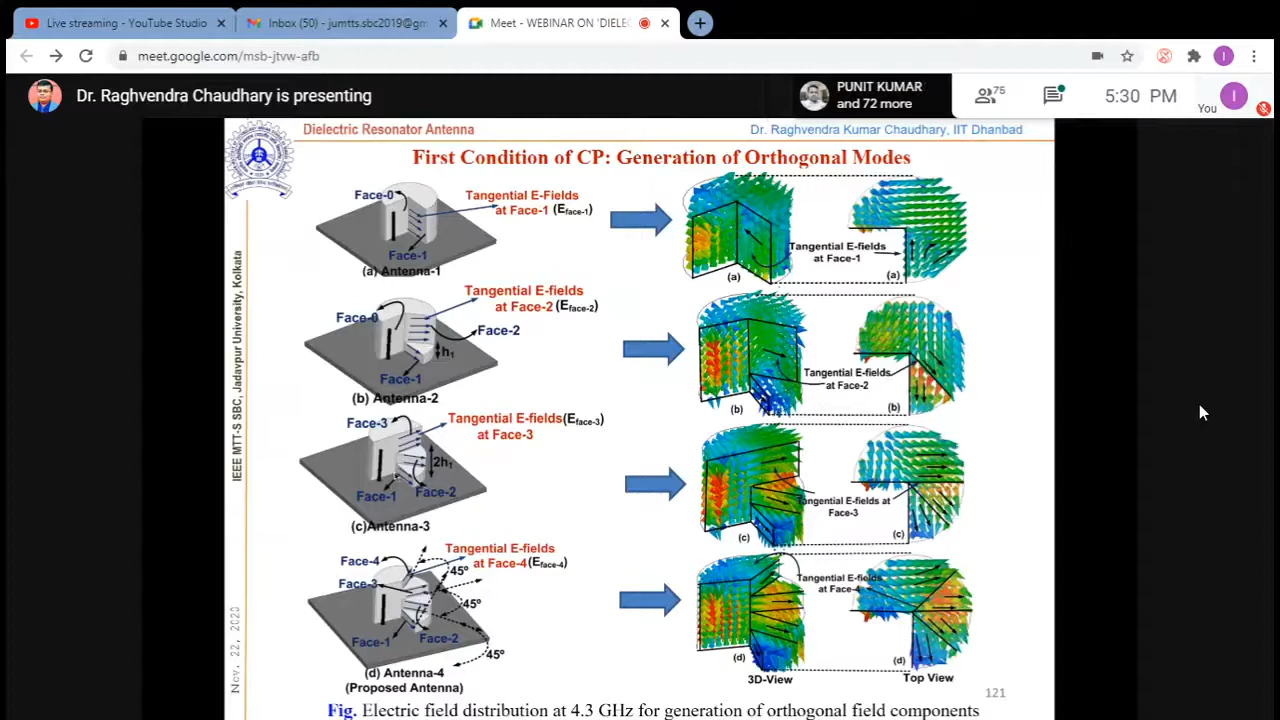 Live streaming - YouTube Studio
Inbox (50) - jumtts.sbc2019@gm
Meet - WEBINAR ON 'DIELEC
meet.google.com/msb-jtvw-afb
I
Dr. Raghvendra Chaudhary is presenting
PUNIT KUMAR
and 72 more
75
5:30 PM
You
I
Dielectric Resonator Antenna
Dr. Raghvendra Kumar Chaudhary, IIT Dhanbad
First Condition of CP: Generation of Orthogonal Modes
IEEE MTT-S SBC, Jadavpur University, Kolkata
Nov. 22, 2020
Face-0
Tangential E-Fields
at Face-1 (Eface-1)
Face-1
(a) Antenna-1
Tangential E-fields
at Face-1
(a)
(a)
Tangential E-fields
at Face-2 (Eface-2)
Face-0
Face-2
h1
Face-1
(b) Antenna-2
Tangential E-fields
at Face-2
(b)
(b)
Face-3
Tangential E-fields(Eface-3)
at Face-3
2h1
Face-1
Face-2
(c)Antenna-3
Tangential E-fields at
Face-3
(c)
(c)
Tangential E-fields
at Face-4 (Eface-4)
Face-4
45º
Face-3
45º
Face-1
Face-2
45º
(d) Antenna-4
(Proposed Antenna)
Tangential E-fields
at Face-4
(d)
(d)
3D-View
Top View
121
Fig. Electric field distribution at 4.3 GHz for generation of orthogonal field components